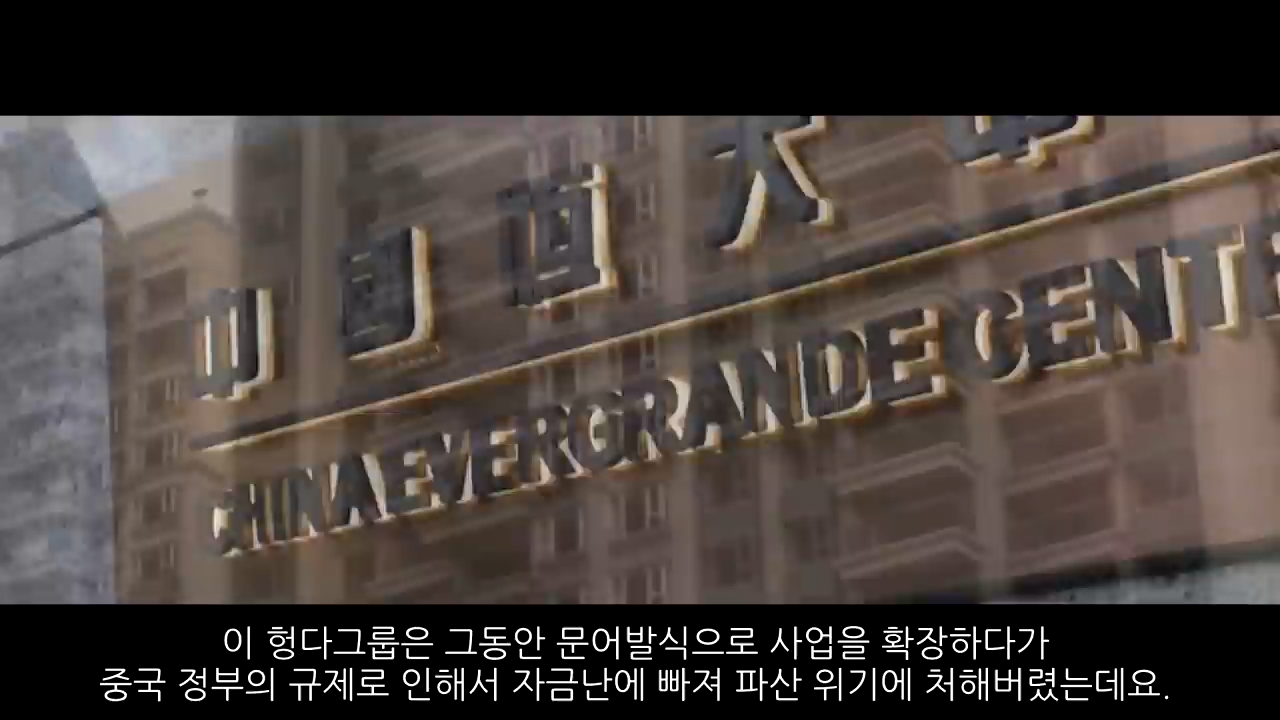 中國恒大中
CHINA EVERGRANDE CENTE
이 헝다그룹은 그동안 문어발식으로 사업을 확장하다가
중국 정부의 규제로 인해서 자금난에 빠져 파산 위기에 처해버렸는데요.